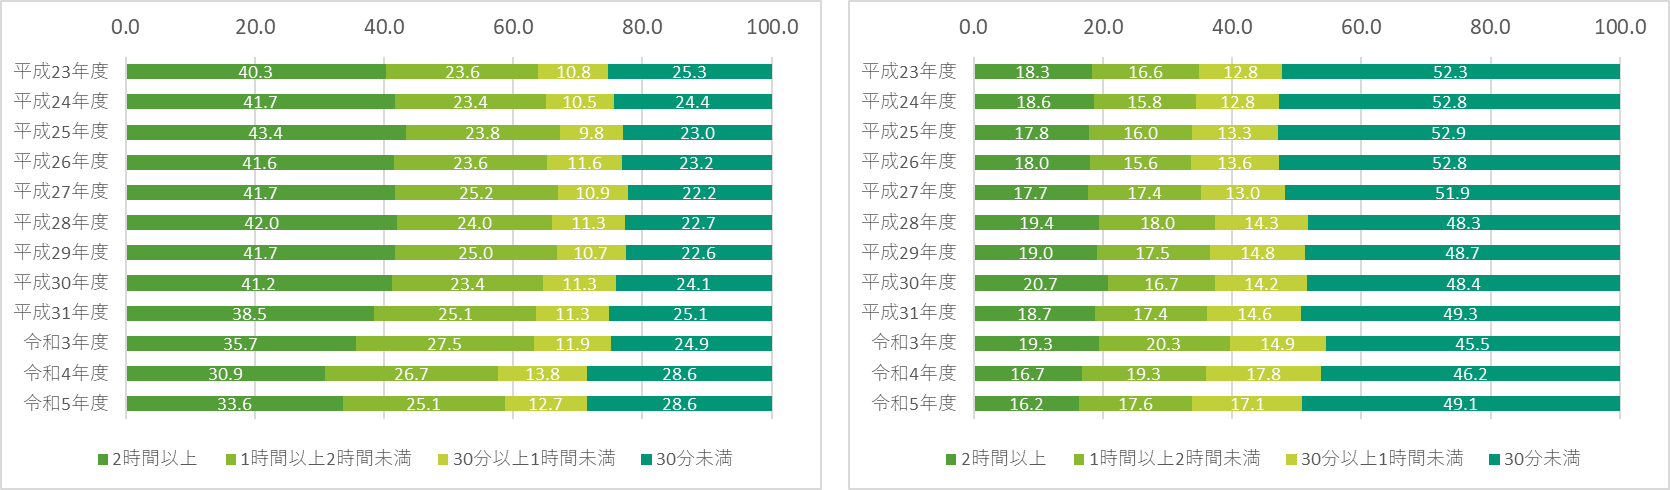 0.0 20.0 40.0 60.0 80.0 100.0
平成23年度 40.3 23.6 10.8 25.3
平成24年度 41.7 23.4 10.5 24.4
平成25年度 43.4 23.8 9.8 23.0
平成26年度 41.6 23.6 11.6 23.2
平成27年度 41.7 25.2 10.9 22.2
平成28年度 42.0 24.0 11.3 22.7
平成29年度 41.7 25.0 10.7 22.6
平成30年度 41.2 23.4 11.3 24.1
平成31年度 38.5 25.1 11.3 25.1
令和3年度 35.7 27.5 11.9 24.9
令和4年度 30.9 26.7 13.8 28.6
令和5年度 33.6 25.1 12.7 28.6
2時間以上 1時間以上2時間未満 30分以上1時間未満 30分未満
0.0 20.0 40.0 60.0 80.0 100.0
平成23年度 18.3 16.6 12.8 52.3
平成24年度 18.6 15.8 12.8 52.8
平成25年度 17.8 16.0 13.3 52.9
平成26年度 18.0 15.6 13.6 52.8
平成27年度 17.7 17.4 13.0 51.9
平成28年度 19.4 18.0 14.3 48.3
平成29年度 19.0 17.5 14.8 48.7
平成30年度 20.7 16.7 14.2 48.4
平成31年度 18.7 17.4 14.6 49.3
令和3年度 19.3 20.3 14.9 45.5
令和4年度 16.7 19.3 17.8 46.2
令和5年度 16.2 17.6 17.1 49.1
2時間以上 1時間以上2時間未満 30分以上1時間未満 30分未満